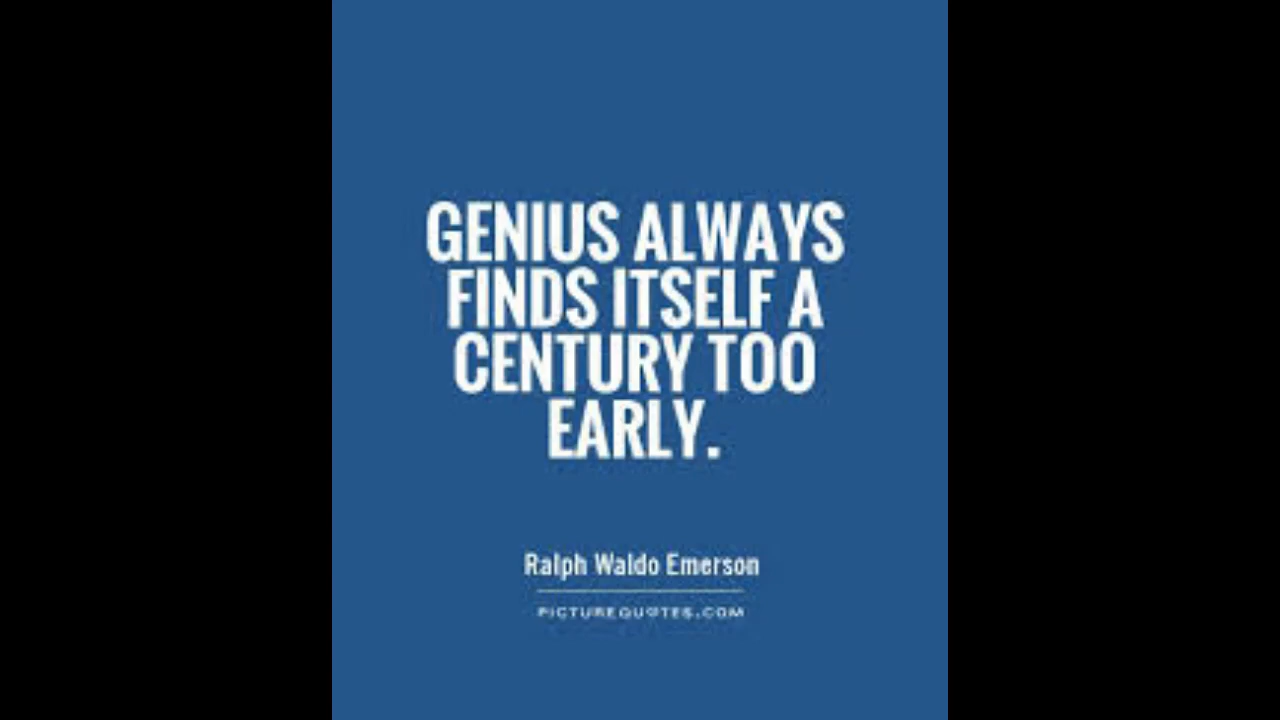 GENIUS ALWAYS
FINDS ITSELF A
CENTURY TOO
EARLY.
Ralph Waldo Emerson
PICTUREQUOTES.COM